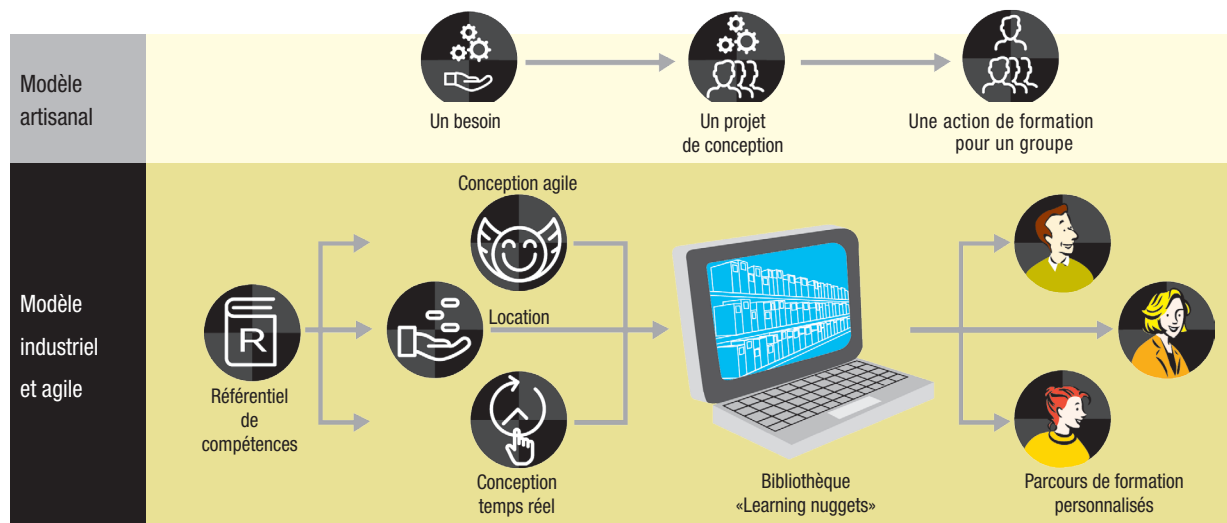 Modèle
artisanal
Un besoin
Un projet
de conception
Une action de formation
pour un groupe
Modèle
industriel
et agile
R
Référentiel
de
compétences
Conception agile
Location
Conception
temps réel
Bibliothèque
«Learning nuggets»
Parcours de formation
personnalisés